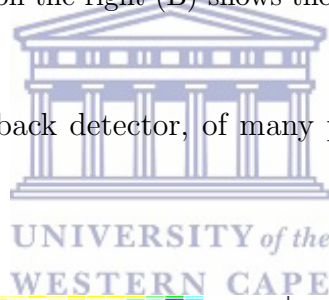 on the right (B) shows the
back detector, of many
UNIVERSITY of the
WESTERN CAPE